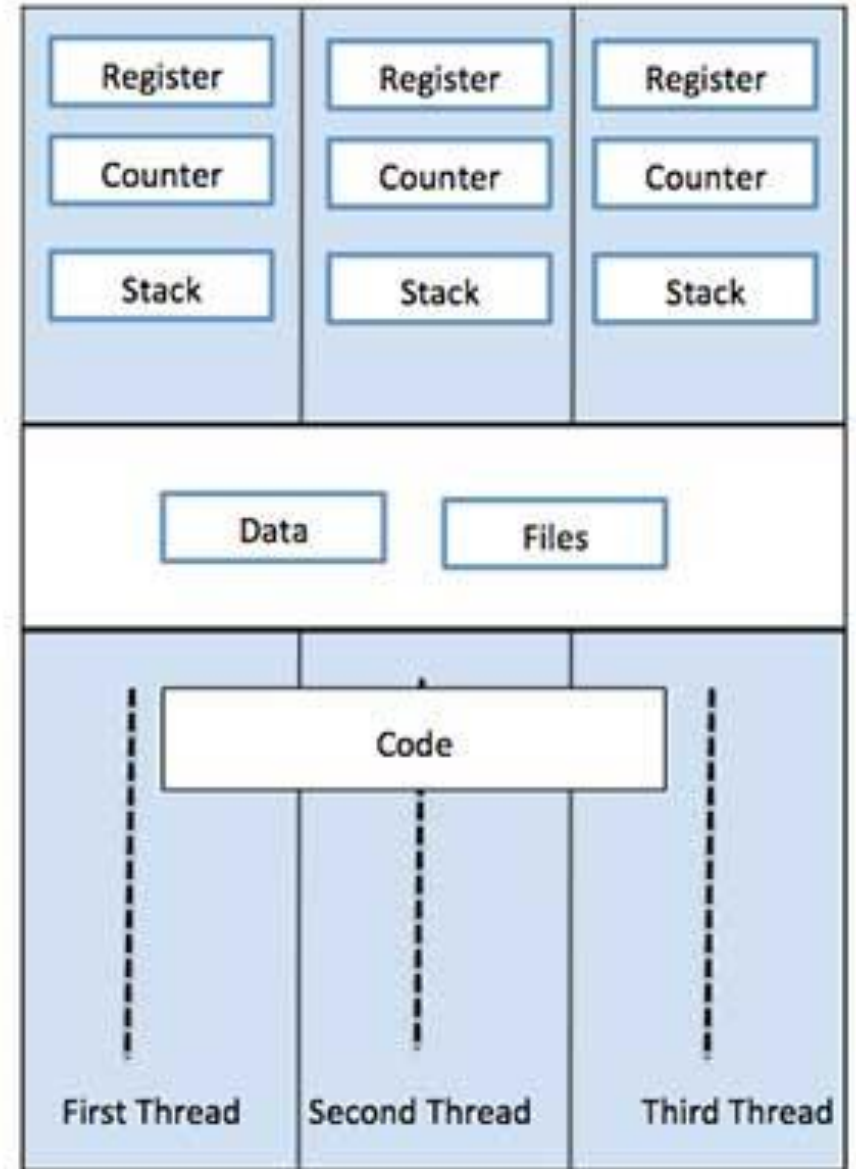 Register Register Register
Counter Counter Counter
Stack Stack Stack
Data Files
Code
First Thread Second Thread Third Thread